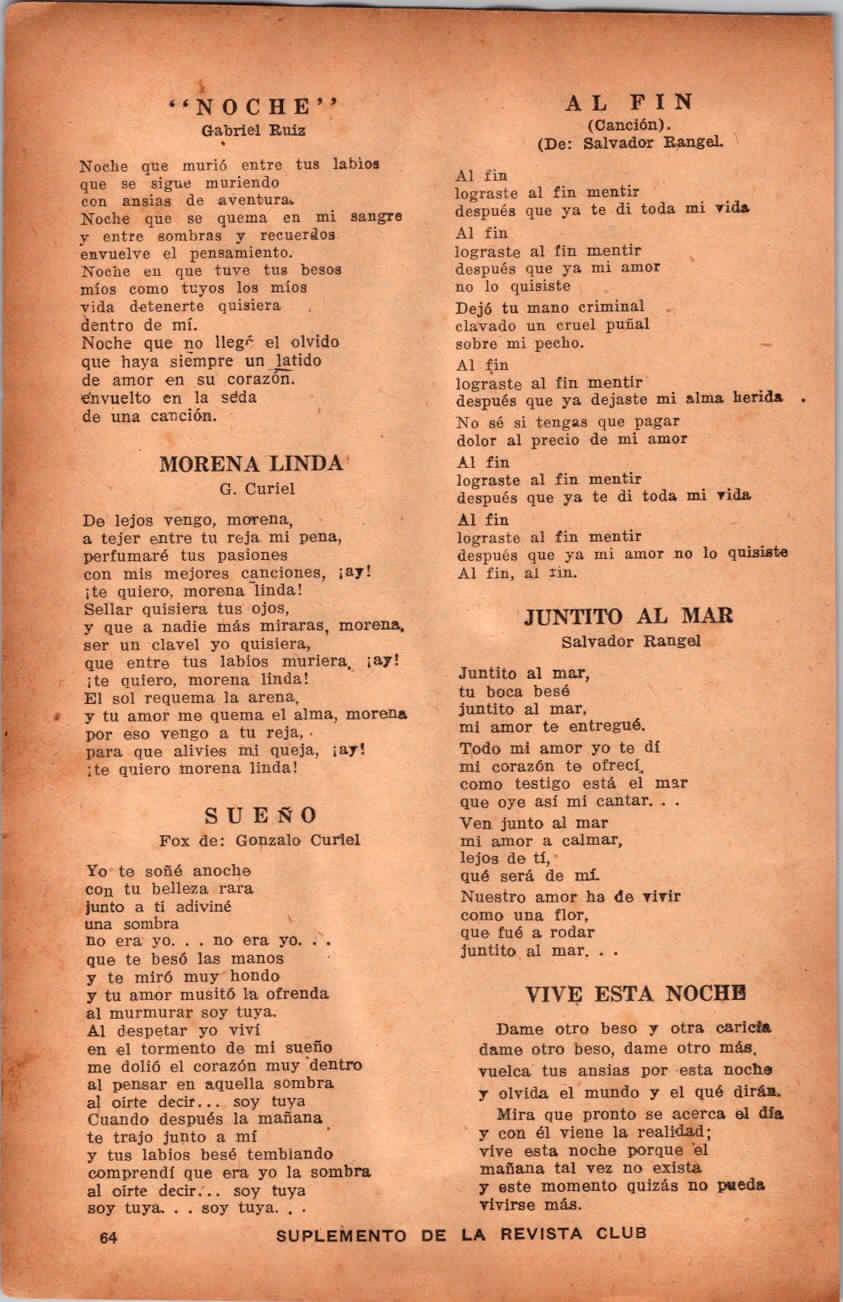 "NOCHE"
Gabriel Ruiz
Noche que murió entre tus labios
que se sigue muriendo
con ansias de aventura.
Noche que se quema en mi sangre
y entre sombras y recuerdos
envuelve el pensamiento.
Noche en que tuve tus besos
míos como tuyos los míos
vida detenerte quisiera
dentro de mí.
Noche que no llegé el olvido
que haya siempre un latido
de amor en su corazón.
envuelto en la seda
de una canción.
MORENA LINDA
G. Curiel
De lejos vengo, morena,
a tejer entre tu reja mi pena,
perfumaré tus pasiones
con mis mejores canciones, ¡ay!
¡te quiero, morena linda!
Sellar quisiera tus ojos,
y que a nadie más miraras, morena,
ser un clavel yo quisiera,
que entre tus labios muriera, ¡ay!
¡te quiero, morena linda!
El sol requema la arena,
y tu amor me quema el alma, morena
por eso vengo a tu reja,
para que alivies mi queja, ¡ay!
¡te quiero morena linda!
SUEÑO
Fox de: Gonzalo Curiel
Yo te soñé anoche
con tu belleza rara
junto a ti adiviné
una sombra
no era yo. . . no era yo. . .
que te besó las manos
y te miró muy hondo
y tu amor musitó la ofrenda
al murmurar soy tuya.
Al despetar yo viví
en el tormento de mi sueño
me dolió el corazón muy dentro
al pensar en aquella sombra
al oírte decir... soy tuya
Cuando después la mañana
te trajo junto a mí
y tus labios besé temblando
comprendí que era yo la sombra
al oírte decir... soy tuya
soy tuya. . . soy tuya. . .
AL FIN
(Canción).
(De: Salvador Rangel.
Al fin
lograste al fin mentir
después que ya te di toda mi vida
Al fin
lograste al fin mentir
después que ya mi amor
no lo quisiste
Dejó tu mano criminal
clavado un cruel puñal
sobre mi pecho.
Al fin
lograste al fin mentir
después que ya dejaste mi alma herida .
No sé si tengas que pagar
dolor al precio de mi amor
Al fin
lograste al fin mentir
después que ya te di toda mi vida
Al fin
lograste al fin mentir
después que ya mi amor no lo quisiste
Al fin, al fin.
JUNTITO AL MAR
Salvador Rangel
Juntito al mar,
tu boca besé
juntito al mar,
mi amor te entregué.
Todo mi amor yo te dí
mi corazón te ofrecí,
como testigo está el mar
que oye así mi cantar. . .
Ven junto al mar
mi amor a calmar,
lejos de tí,
qué será de mí.
Nuestro amor ha de vivir
como una flor,
que fué a rodar
juntito al mar. . .
VIVE ESTA NOCHE
Dame otro beso y otra caricia
dame otro beso, dame otro más,
vuelca tus ansias por esta noche
y olvida el mundo y el qué dirán.
Mira que pronto se acerca el día
y con él viene la realidad;
vive esta noche porque el
mañana tal vez no exista
y este momento quizás no pueda
vivirse más.
64 SUPLEMENTO DE LA REVISTA CLUB